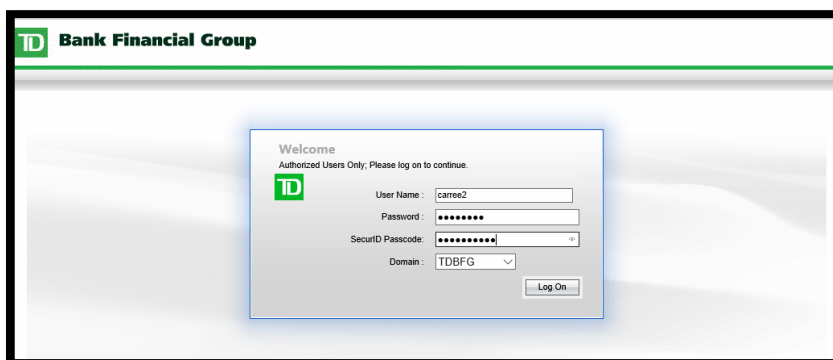 TD Bank Financial Group
Welcome
Authorized Users Only; Please log on to continue.
TD
User Name : carree2
Password : ●●●●●●●●
SecurID Passcode: ●●●●●●●●●●
Domain : TDBFG
Log On